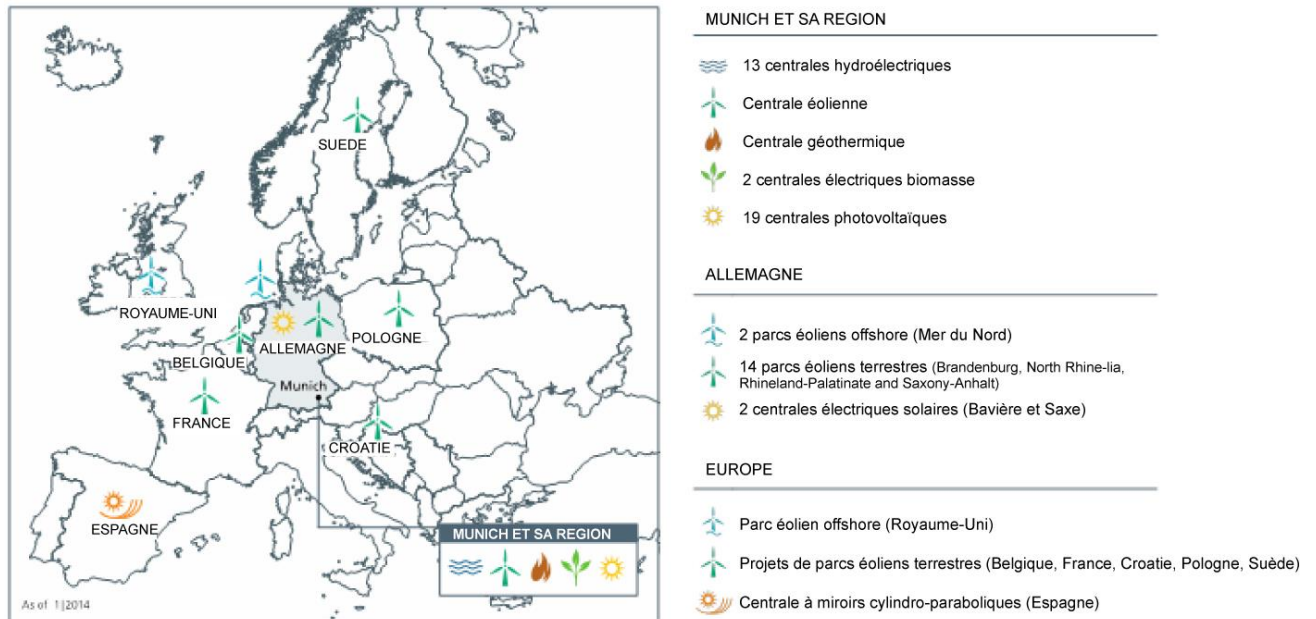 SUEDE
ROYAUME-UNI
BELGIQUE
ALLEMAGNE
POLOGNE
Munich
FRANCE
CROATIE
ESPAGNE
MUNICH ET SA REGION
As of 1|2014
MUNICH ET SA REGION
13 centrales hydroélectriques
Centrale éolienne
Centrale géothermique
2 centrales électriques biomasse
19 centrales photovoltaïques
ALLEMAGNE
2 parcs éoliens offshore (Mer du Nord)
14 parcs éoliens terrestres (Brandenburg, North Rhine-lia,
Rhineland-Palatinate and Saxony-Anhalt)
2 centrales électriques solaires (Bavière et Saxe)
EUROPE
Parc éolien offshore (Royaume-Uni)
Projets de parcs éoliens terrestres (Belgique, France, Croatie, Pologne, Suède)
Centrale à miroirs cylindro-paraboliques (Espagne)